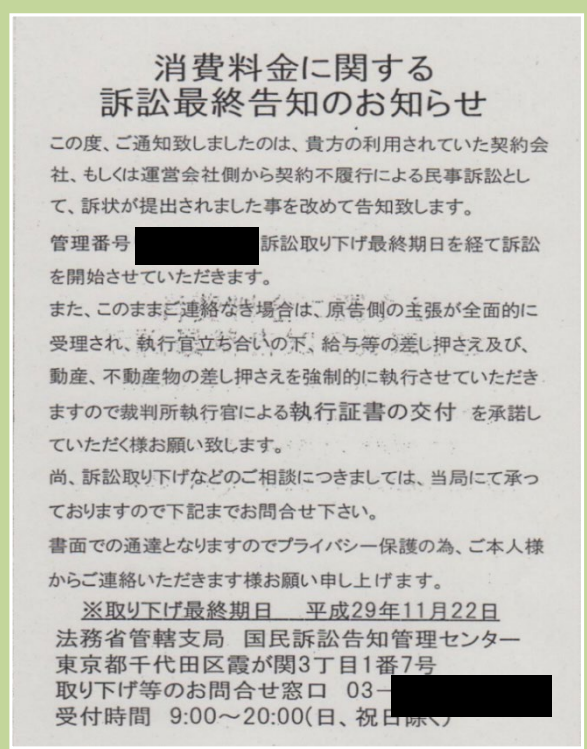 消費料金に関する
訴訟最終告知のお知らせ
この度、ご通知致しましたのは、貴方の利用されていた契約会
社、もしくは運営会社側から契約不履行による民事訴訟とし
て、訴状が提出されました事を改めて告知致します。
管理番号 訴訟取り下げ最終期日を経て訴訟
を開始させていただきます。
また、このままご連絡なき場合は、原告側の主張が全面的に
受理され、執行官立ち合いの下、給与等の差し押さえ及び、
動産、不動産物の差し押さえを強制的に執行させていただき
ますので裁判所執行官による執行証書の交付 を承諾し
ていただく様お願い致します。
尚、訴訟取り下げなどのご相談につきましては、当局にて承っ
ておりますので下記までお問合せ下さい。
書面での通達となりますのでプライバシー保護の為、ご本人様
からご連絡いただきます様お願い申し上げます。
※取り下げ最終期日 平成29年11月22日
法務省管轄支局 国民訴訟告知管理センター
東京都千代田区霞が関3丁目1番7号
取り下げ等のお問合せ窓口 03-
受付時間 9:00～20:00(日、祝日除く)